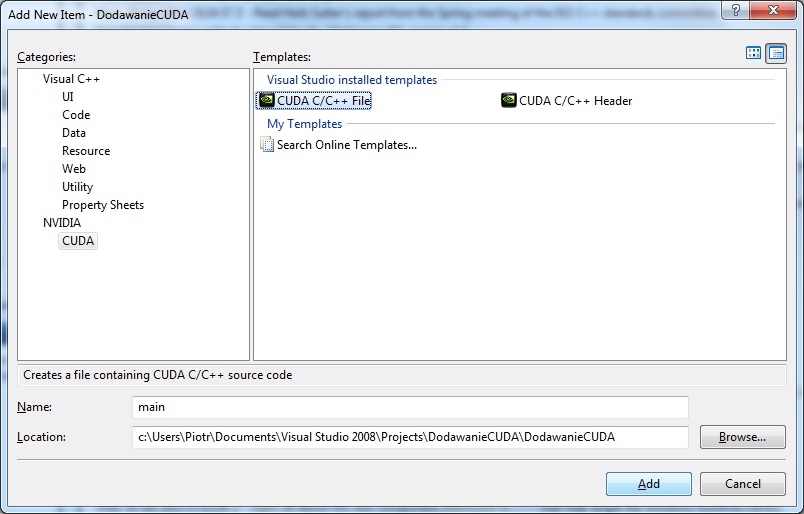 Add New Item - DodawanieCUDA
Categories:
Templates:
Visual C++
UI
Code
Data
Resource
Web
Utility
Property Sheets
NVIDIA
CUDA
Visual Studio installed templates
CUDA C/C++ File
CUDA C/C++ Header
My Templates
Search Online Templates...
Creates a file containing CUDA C/C++ source code
Name:
main
Location:
c:\Users\Piotr\Documents\Visual Studio 2008\Projects\DodawanieCUDA\DodawanieCUDA
Browse...
Add
Cancel